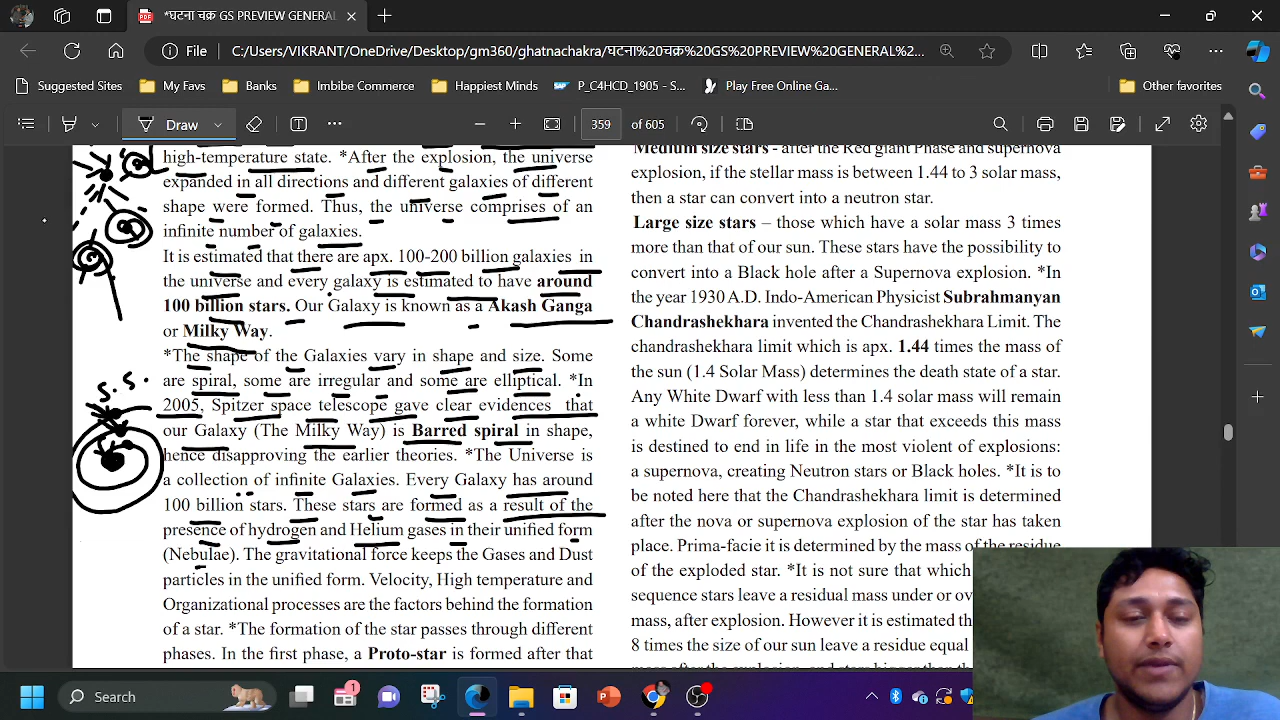 *घटना चक्र GS PREVIEW GENERAL
File
C:/Users/VIKRANT/OneDrive/Desktop/gm360/ghatnachakra/घटना%20चक्र%20GS%20PREVIEW%20GENERAL%2...
Suggested Sites
My Favs
Banks
Imbibe Commerce
Happiest Minds
P_C4HCD_1905 - S...
Play Free Online Ga...
Other favorites
Draw
359 of 605
high-temperature state. *After the explosion, the universe
expanded in all directions and different galaxies of different
shape were formed. Thus, the universe comprises of an
infinite number of galaxies.
It is estimated that there are apx. 100-200 billion galaxies in
the universe and every galaxy is estimated to have around
100 billion stars. Our Galaxy is known as a Akash Ganga
or Milky Way.
*The shape of the Galaxies vary in shape and size. Some
are spiral, some are irregular and some are elliptical. *In
2005, Spitzer space telescope gave clear evidences that
our Galaxy (The Milky Way) is Barred spiral in shape,
hence disapproving the earlier theories. *The Universe is
a collection of infinite Galaxies. Every Galaxy has around
100 billion stars. These stars are formed as a result of the
presence of hydrogen and Helium gases in their unified form
(Nebulae). The gravitational force keeps the Gases and Dust
particles in the unified form. Velocity, High temperature and
Organizational processes are the factors behind the formation
of a star. *The formation of the star passes through different
phases. In the first phase, a Proto-star is formed after that
S.S.
Medium size stars - after the Red giant Phase and supernova
explosion, if the stellar mass is between 1.44 to 3 solar mass,
then a star can convert into a neutron star.
Large size stars – those which have a solar mass 3 times
more than that of our sun. These stars have the possibility to
convert into a Black hole after a Supernova explosion. *In
the year 1930 A.D. Indo-American Physicist Subrahmanyan
Chandrashekhara invented the Chandrashekhara Limit. The
chandrashekhara limit which is apx. 1.44 times the mass of
the sun (1.4 Solar Mass) determines the death state of a star.
Any White Dwarf with less than 1.4 solar mass will remain
a white Dwarf forever, while a star that exceeds this mass
is destined to end in life in the most violent of explosions:
a supernova, creating Neutron stars or Black holes. *It is to
be noted here that the Chandrashekhara limit is determined
after the nova or supernova explosion of the star has taken
place. Prima-facie it is determined by the mass of the residue
of the exploded star. *It is not sure that which
sequence stars leave a residual mass under or
mass, after explosion. However it is estimated
8 times the size of our sun leave a residue equal
Search
1